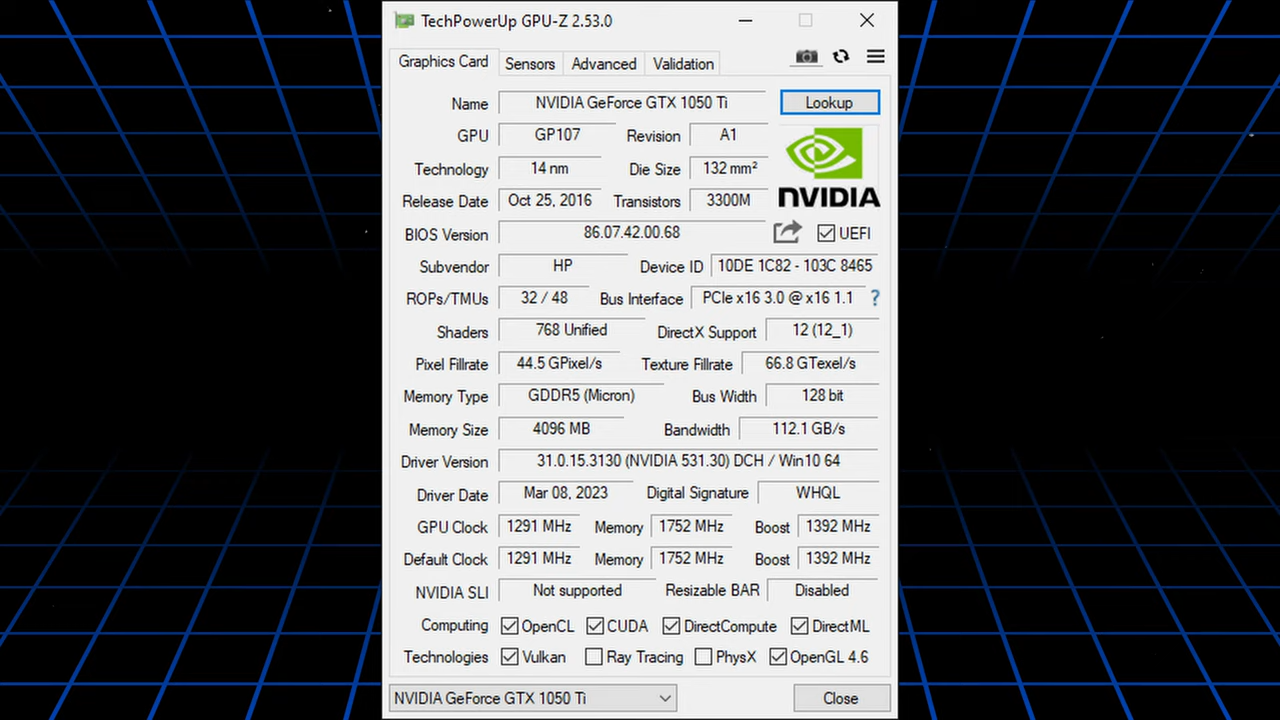 TechPowerUp GPU-Z 2.53.0
Graphics Card Sensors Advanced Validation
Name NVIDIA GeForce GTX 1050 Ti Lookup
GPU GP107 Revision A1
Technology 14 nm Die Size 132 mm²
NVIDIA
Release Date Oct 25, 2016 Transistors 3300M
BIOS Version 86.07.42.00.68 UEFI
Subvendor HP Device ID 10DE 1C82 - 103C 8465
ROPs/TMUs 32 / 48 Bus Interface PCIe x16 3.0 @ x16 1.1 ?
Shaders 768 Unified DirectX Support 12 (12_1)
Pixel Fillrate 44.5 GPixel/s Texture Fillrate 66.8 GTexel/s
Memory Type GDDR5 (Micron) Bus Width 128 bit
Memory Size 4096 MB Bandwidth 112.1 GB/s
Driver Version 31.0.15.3130 (NVIDIA 531.30) DCH / Win10 64
Driver Date Mar 08, 2023 Digital Signature WHQL
GPU Clock 1291 MHz Memory 1752 MHz Boost 1392 MHz
Default Clock 1291 MHz Memory 1752 MHz Boost 1392 MHz
NVIDIA SLI Not supported Resizable BAR Disabled
Computing OpenCL CUDA DirectCompute DirectML
Technologies Vulkan Ray Tracing PhysX OpenGL 4.6
NVIDIA GeForce GTX 1050 Ti Close